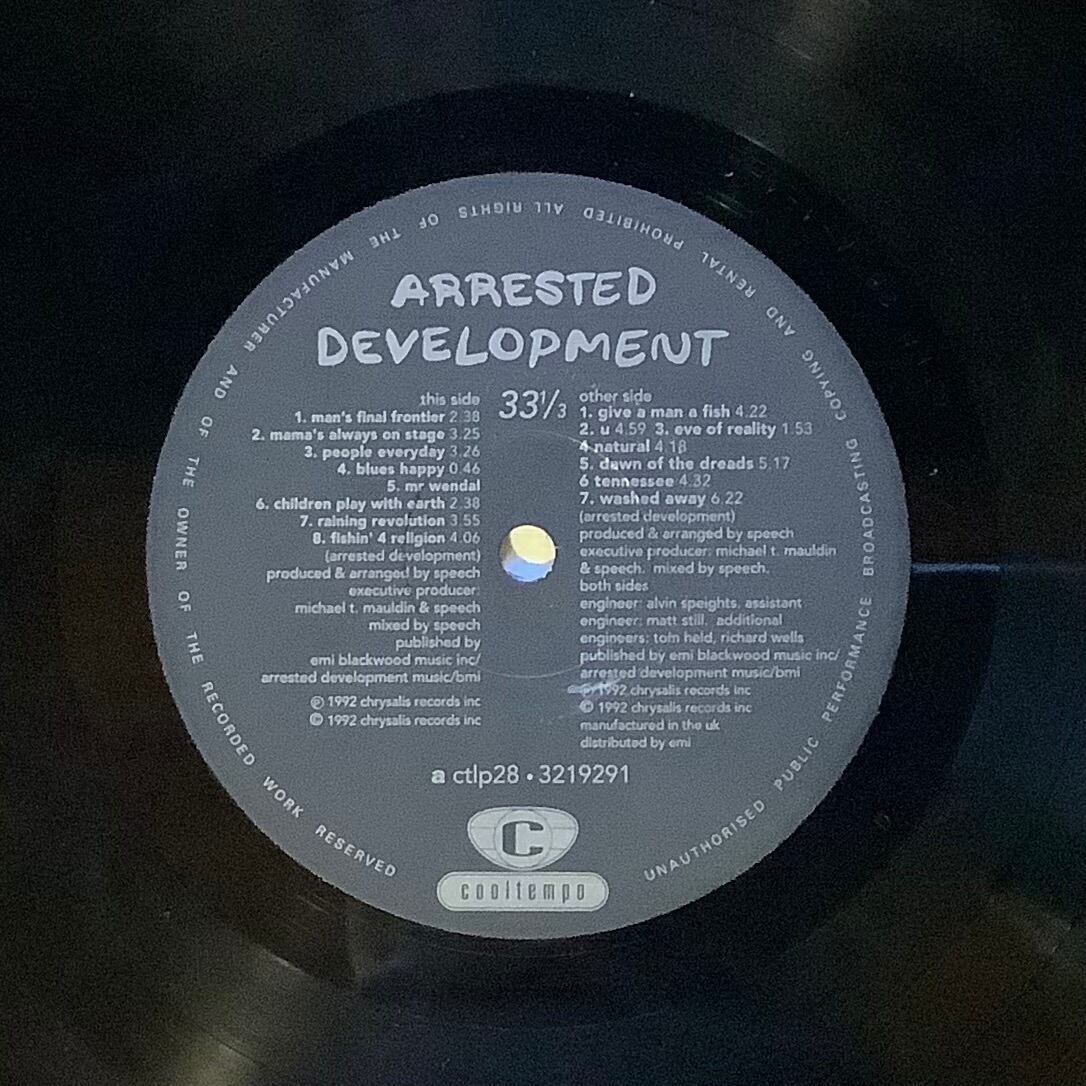 ARRESTED
DEVELOPMENT
33⅓
this side
1. man's final frontier 2.38
2. mama's always on stage 3.25
3. people everyday 3.26
4. blues happy 0.46
5. mr wendal
6. children play with earth 2.38
7. raining revolution 3.55
8. fishin' 4 religion 4.06
(arrested development)
produced & arranged by speech
executive producer:
michael t. mauldin & speech
mixed by speech
published by
emi blackwood music inc/
arrested development music/bmi
℗ 1992 chrysalis records inc
© 1992 chrysalis records inc
other side
1. give a man a fish 4.22
2. u 4.59 3. eve of reality 1.53
4 natural 4.18
5. dawn of the dreads 5.17
6 tennessee 4.32
7. washed away 6.22
(arrested development)
produced & arranged by speech
executive producer: michael t. mauldin
& speech. mixed by speech.
both sides
engineer: alvin speights. assistant
engineer: matt still. additional
engineers: tom held, richard wells
published by emi blackwood music inc/
arrested development music/bmi
℗ 1992 chrysalis records inc
© 1992 chrysalis records inc
manufactured in the uk
distributed by emi
a ctlp28 • 3219291
C
cooltempo
ALL RIGHTS OF THE MANUFACTURER AND OF THE OWNER OF THE RECORDED WORK RESERVED
UNAUTHORISED PUBLIC PERFORMANCE BROADCASTING COPYING AND RENTAL PROHIBITED